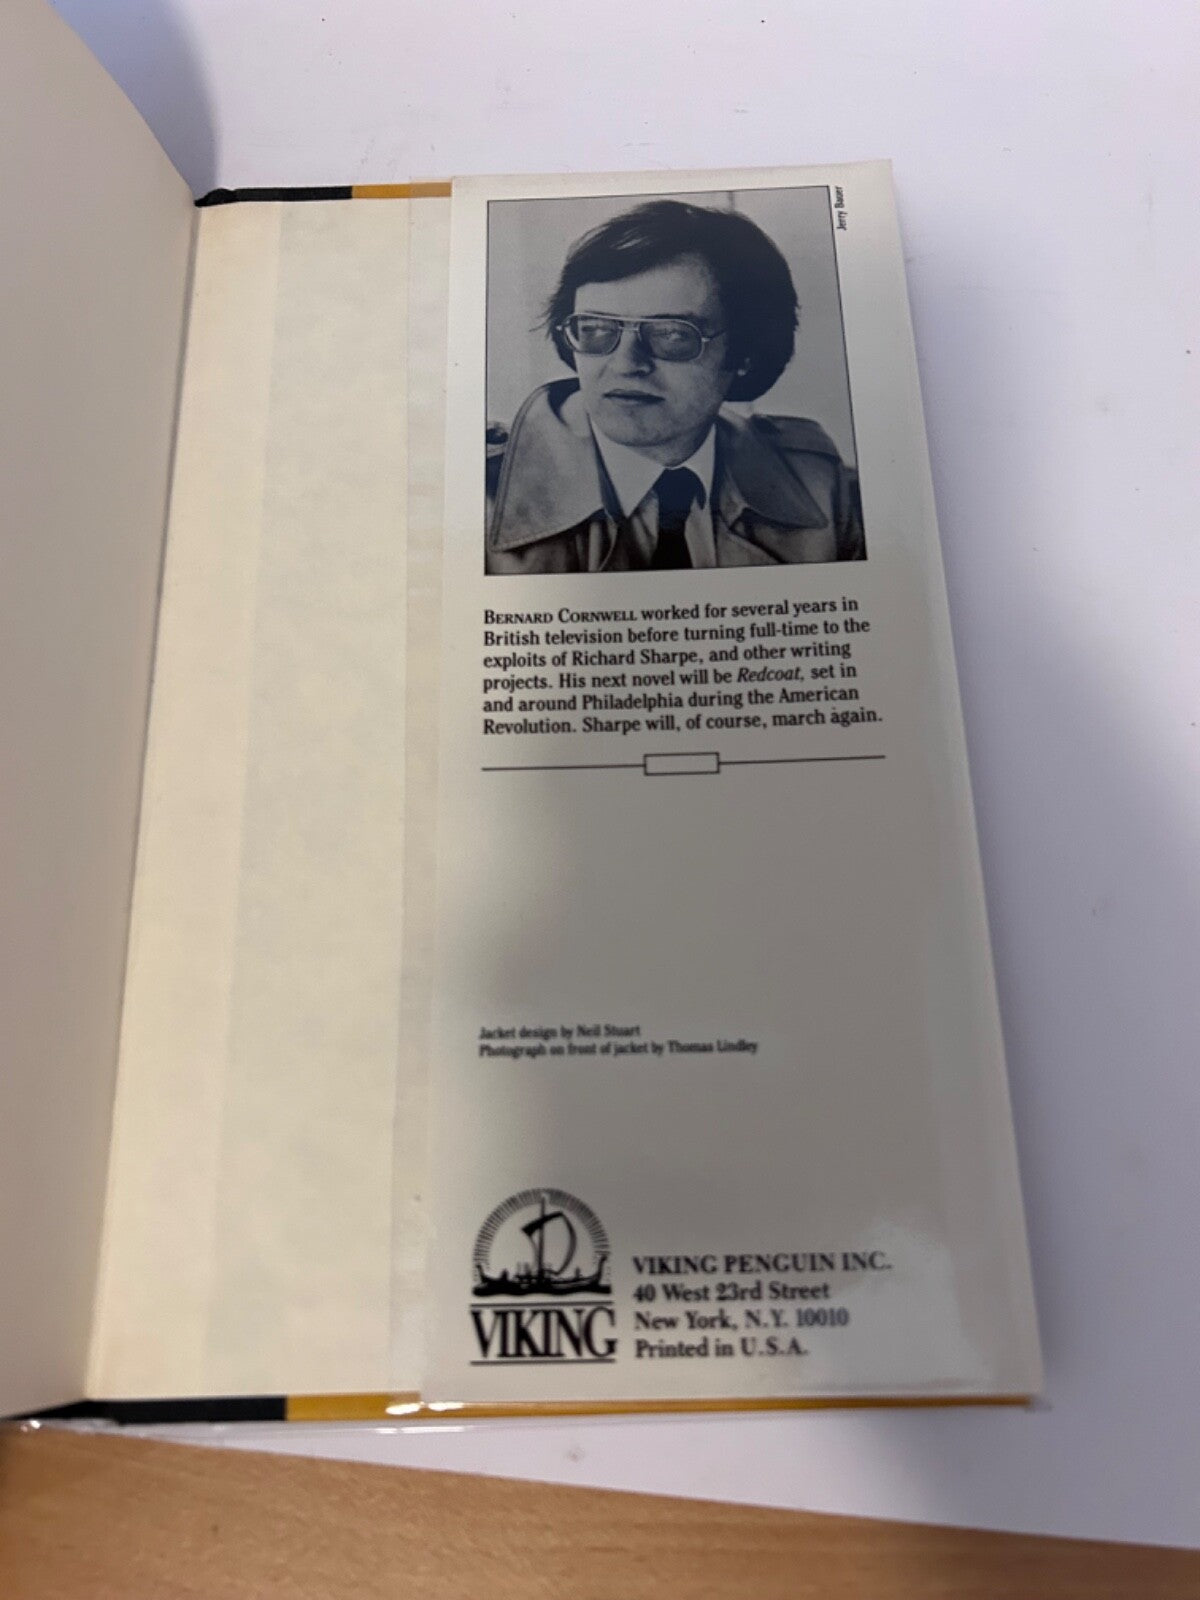 Jerry Bauer
BERNARD CORNWELL worked for several years in
British television before turning full-time to the
exploits of Richard Sharpe, and other writing
projects. His next novel will be Redcoat, set in
and around Philadelphia during the American
Revolution. Sharpe will, of course, march again.
Jacket design by Neil Stuart
Photograph on front of jacket by Thomas Lindley
VIKING
VIKING PENGUIN INC.
40 West 23rd Street
New York, N.Y. 10010
Printed in U.S.A.